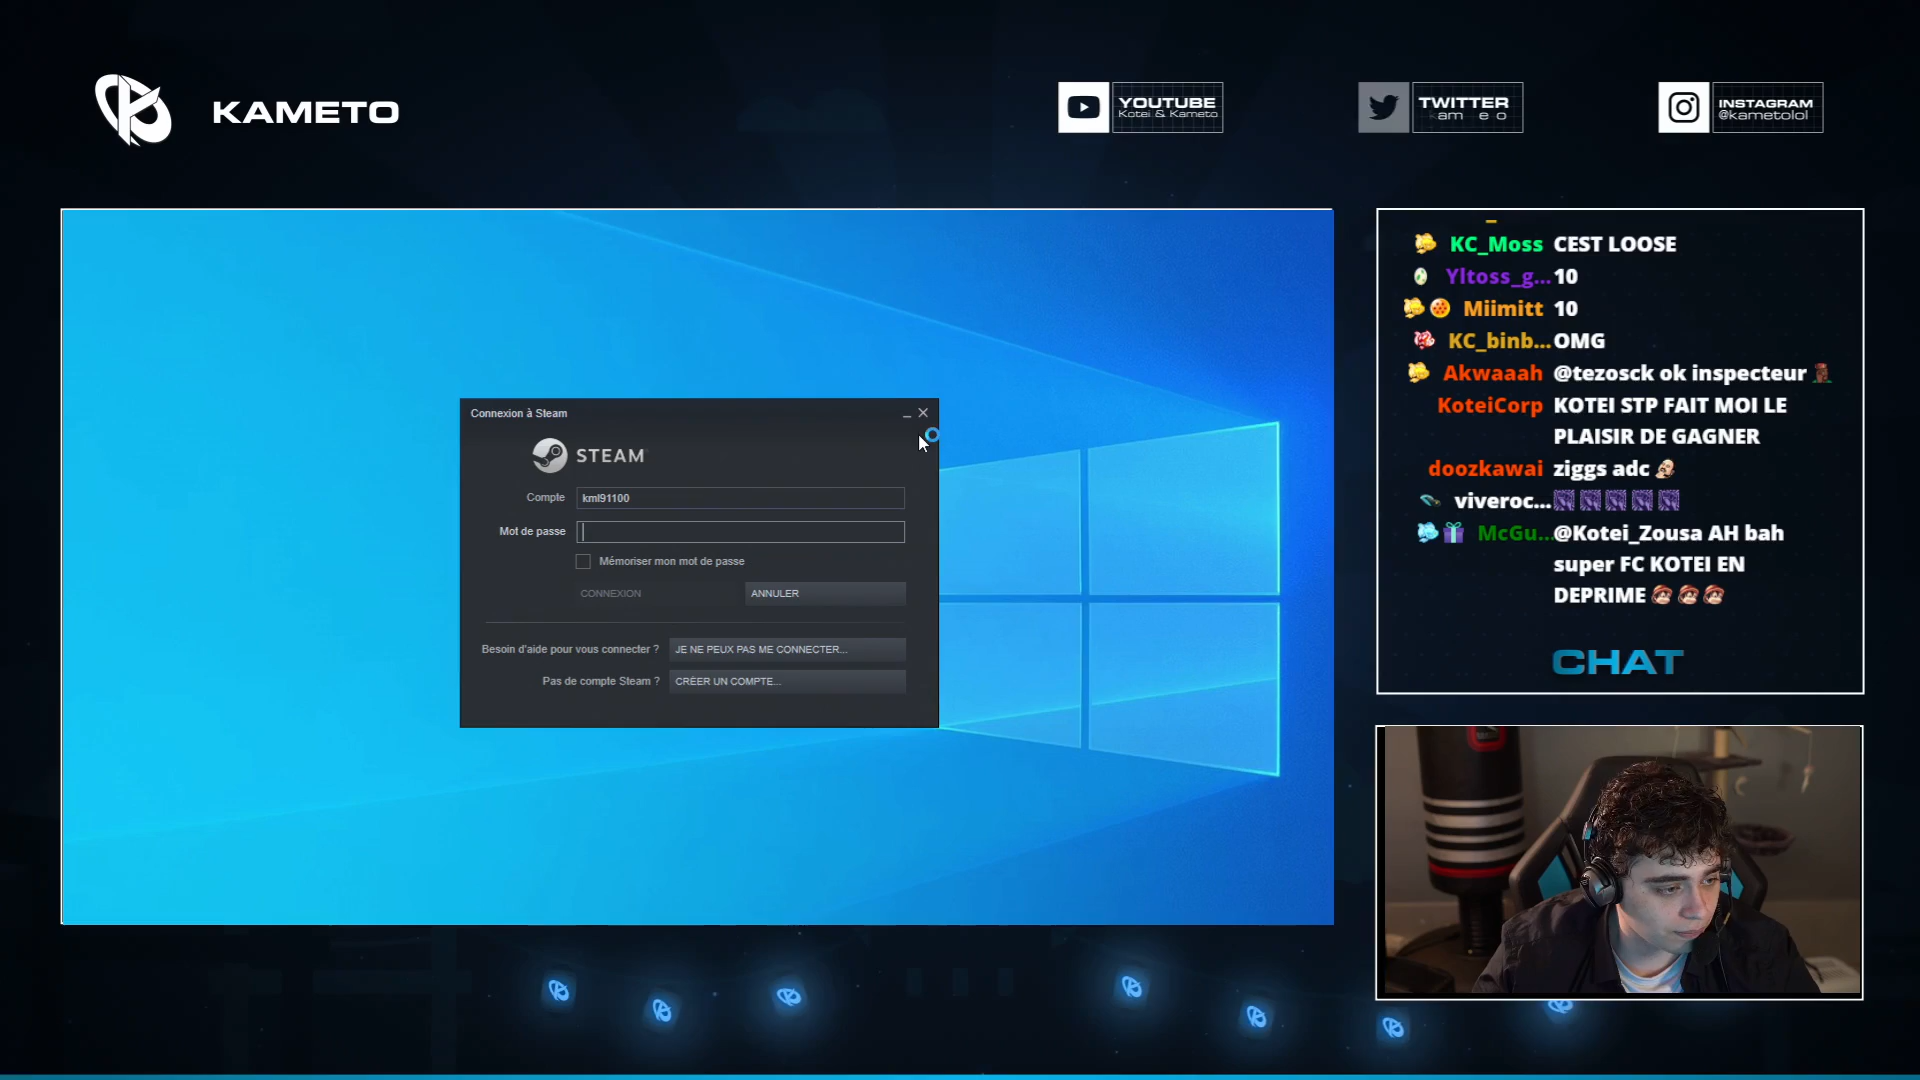 KAMETO
YOUTUBE
Kotei & Kameto
TWITTER
am e o
INSTAGRAM
@kametolol
Connexion à Steam
STEAM
Compte
kml91100
Mot de passe
Mémoriser mon mot de passe
CONNEXION
ANNULER
Besoin d'aide pour vous connecter ?
JE NE PEUX PAS ME CONNECTER...
Pas de compte Steam ?
CRÉER UN COMPTE...
KC_Moss CEST LOOSE
Yltoss_g... 10
Miimitt 10
KC_binb... OMG
Akwaaah @tezosck ok inspecteur
KoteiCorp KOTEI STP FAIT MOI LE
PLAISIR DE GAGNER
doozkawai ziggs adc
viveroc...
McGu... @Kotei_Zousa AH bah
super FC KOTEI EN
DEPRIME
CHAT